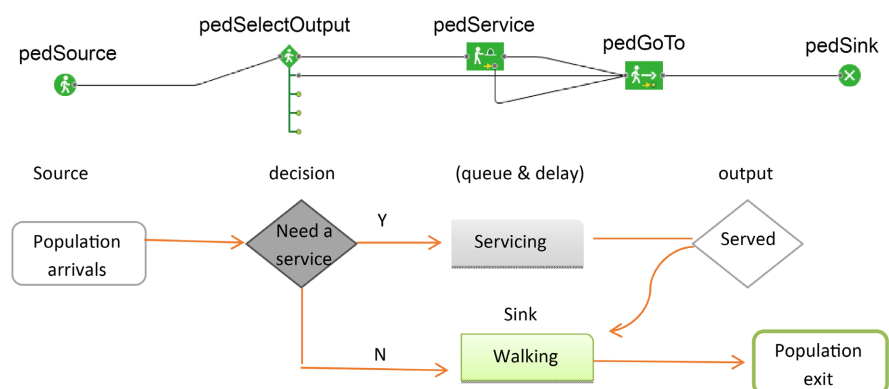 pedSource
pedSelectOutput
pedService
pedGoTo
pedSink
Source
decision
(queue & delay)
output
Population
arrivals
Need a
service
Y
Servicing
Served
Sink
N
Walking
Population
exit